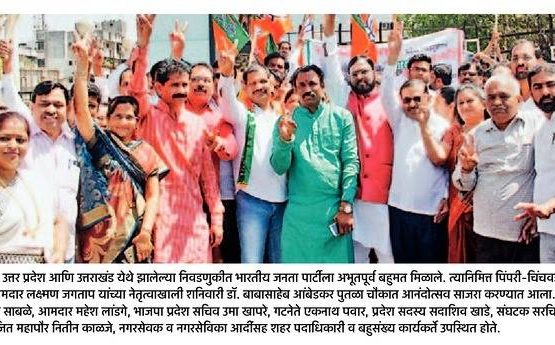 उत्तर प्रदेश आणि उत्तराखंड येथे झालेल्या निवडणुकीत भारतीय जनता पार्टीला अभूतपूर्व बहुमत मिळाले. त्यानिमित्त पिंपरी-चिंचव
मदार लक्ष्मण जगताप यांच्या नेतृत्वाखाली शनिवारी डॉ. बाबासाहेब आंबेडकर पुतळा चौकात आनंदोत्सव साजरा करण्यात आला.
साबळे, आमदार महेश लांडगे, भाजपा प्रदेश सचिव उमा खापरे, गटनेते एकनाथ पवार, प्रदेश सदस्य सदाशिव खाडे, संघटक सरचि
जित महापौर नितीन काळजे, नगरसेवक व नगरसेविका आदींसह शहर पदाधिकारी व बहुसंख्य कार्यकर्ते उपस्थित होते.